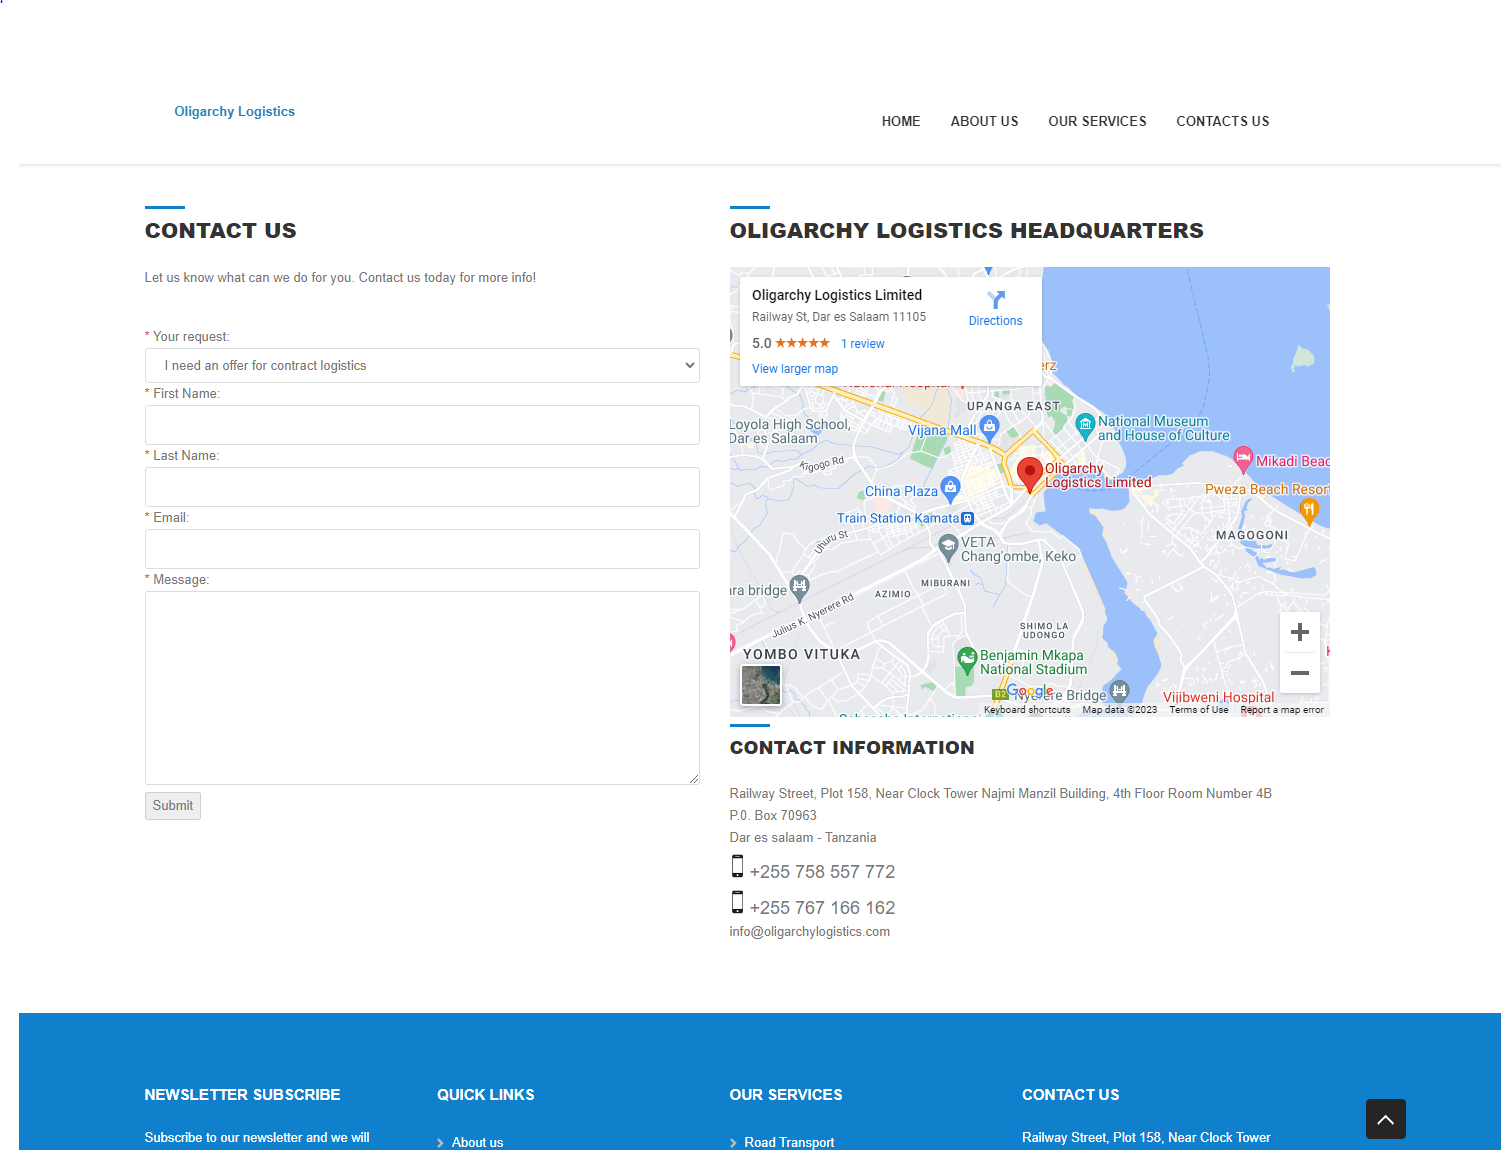 Oligarchy Logistics
HOME ABOUT US OUR SERVICES CONTACTS US
CONTACT US
Let us know what can we do for you. Contact us today for more info!
* Your request:
I need an offer for contract logistics
* First Name:
* Last Name:
* Email:
* Message:
Submit
OLIGARCHY LOGISTICS HEADQUARTERS
Oligarchy Logistics Limited
Railway St, Dar es Salaam 11105
Directions
5.0 ★★★★★ 1 review
View larger map
UPANGA EAST
National Museum
and House of Culture
Loyola High School,
Dar es Salaam
Vijana Mall
Kigogo Rd
Mikadi Beac
Oligarchy
Logistics Limited
China Plaza
Pweza Beach Resort
Train Station Kamata
Uhuru St
MAGOGONI
VETA
Chang'ombe, Keko
MIBURANI
AZIMIO
ara bridge
Julius K. Nyerere Rd
SHIMO LA
UDONGO
YOMBO VITUKA
Benjamin Mkapa
National Stadium
B2
Google
Nyerere Bridge
Vijibweni Hospital
Keyboard shortcuts Map data ©2023 Terms of Use Report a map error
CONTACT INFORMATION
Railway Street, Plot 158, Near Clock Tower Najmi Manzil Building, 4th Floor Room Number 4B
P.0. Box 70963
Dar es salaam - Tanzania
+255 758 557 772
+255 767 166 162
info@oligarchylogistics.com
NEWSLETTER SUBSCRIBE
Subscribe to our newsletter and we will
QUICK LINKS
About us
OUR SERVICES
Road Transport
CONTACT US
Railway Street, Plot 158, Near Clock Tower